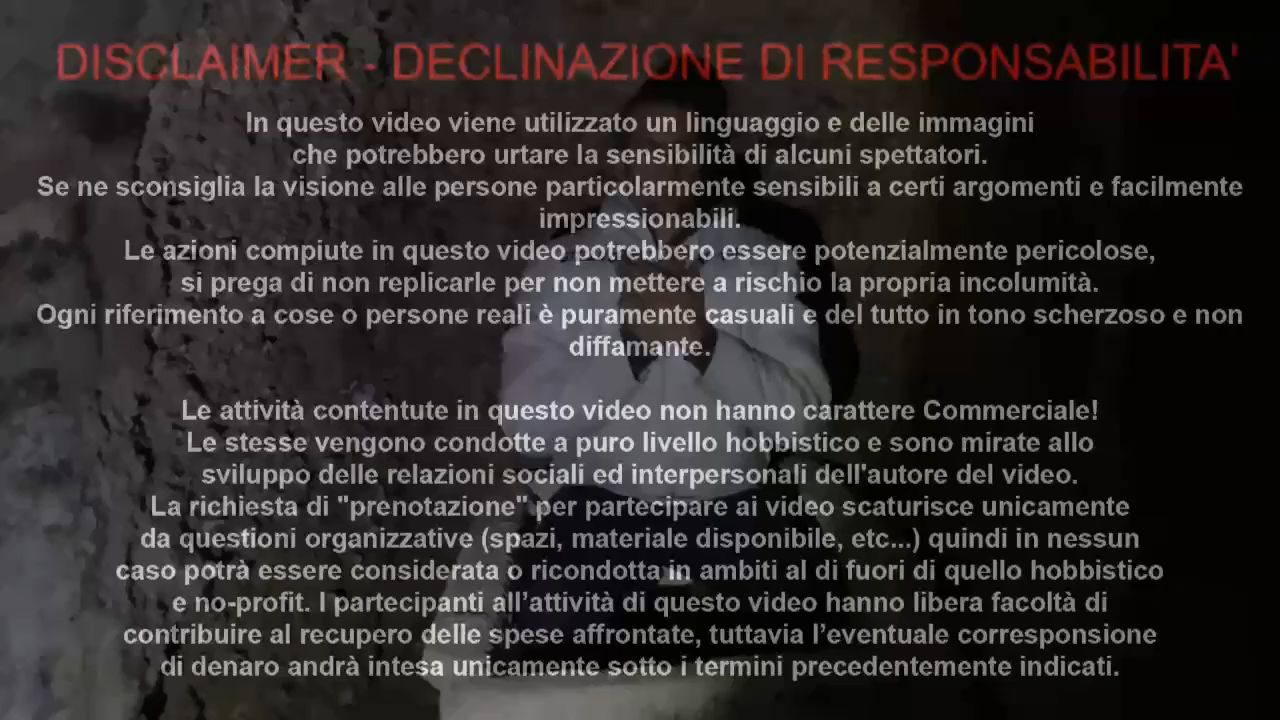 DISCLAIMER - DECLINAZIONE DI RESPONSABILITA'
In questo video viene utilizzato un linguaggio e delle immagini
che potrebbero urtare la sensibilità di alcuni spettatori.
Se ne sconsiglia la visione alle persone particolarmente sensibili a certi argomenti e facilmente
impressionabili.
Le azioni compiute in questo video potrebbero essere potenzialmente pericolose,
si prega di non replicarle per non mettere a rischio la propria incolumità.
Ogni riferimento a cose o persone reali è puramente casuali e del tutto in tono scherzoso e non
diffamante.
Le attività contentute in questo video non hanno carattere Commerciale!
Le stesse vengono condotte a puro livello hobbistico e sono mirate allo
sviluppo delle relazioni sociali ed interpersonali dell'autore del video.
La richiesta di "prenotazione" per partecipare ai video scaturisce unicamente
da questioni organizzative (spazi, materiale disponibile, etc...) quindi in nessun
caso potrà essere considerata o ricondotta in ambiti al di fuori di quello hobbistico
e no-profit. I partecipanti all’attività di questo video hanno libera facoltà di
contribuire al recupero delle spese affrontate, tuttavia l’eventuale corresponsione
di denaro andrà intesa unicamente sotto i termini precedentemente indicati.